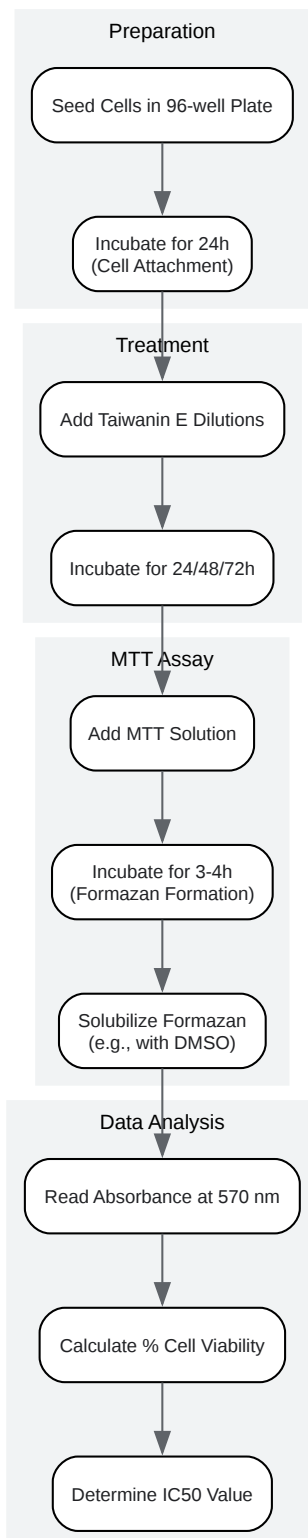 Preparation
Seed Cells in 96-well Plate
Incubate for 24h
(Cell Attachment)
Treatment
Add Taiwanin E Dilutions
Incubate for 24/48/72h
MTT Assay
Add MTT Solution
Incubate for 3-4h
(Formazan Formation)
Solubilize Formazan
(e.g., with DMSO)
Data Analysis
Read Absorbance at 570 nm
Calculate % Cell Viability
Determine IC50 Value